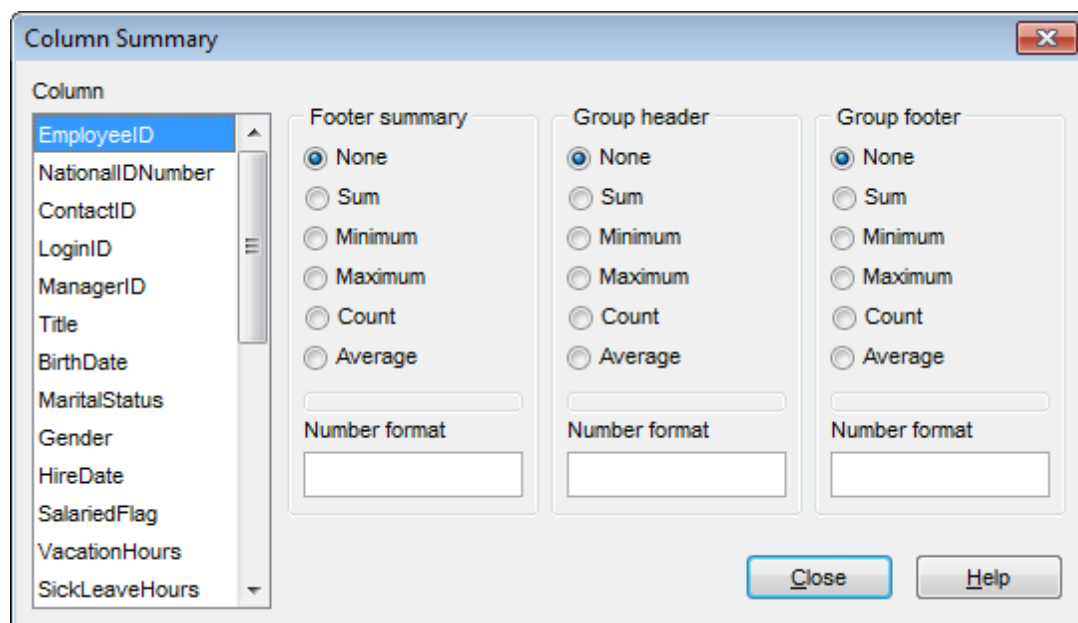 Column Summary
Column
EmployeeID
NationalIDNumber
ContactID
LoginID
ManagerID
Title
BirthDate
MaritalStatus
Gender
HireDate
SalariedFlag
VacationHours
SickLeaveHours
Footer summary
None
Sum
Minimum
Maximum
Count
Average
Number format
Group header
None
Sum
Minimum
Maximum
Count
Average
Number format
Group footer
None
Sum
Minimum
Maximum
Count
Average
Number format
Close
Help